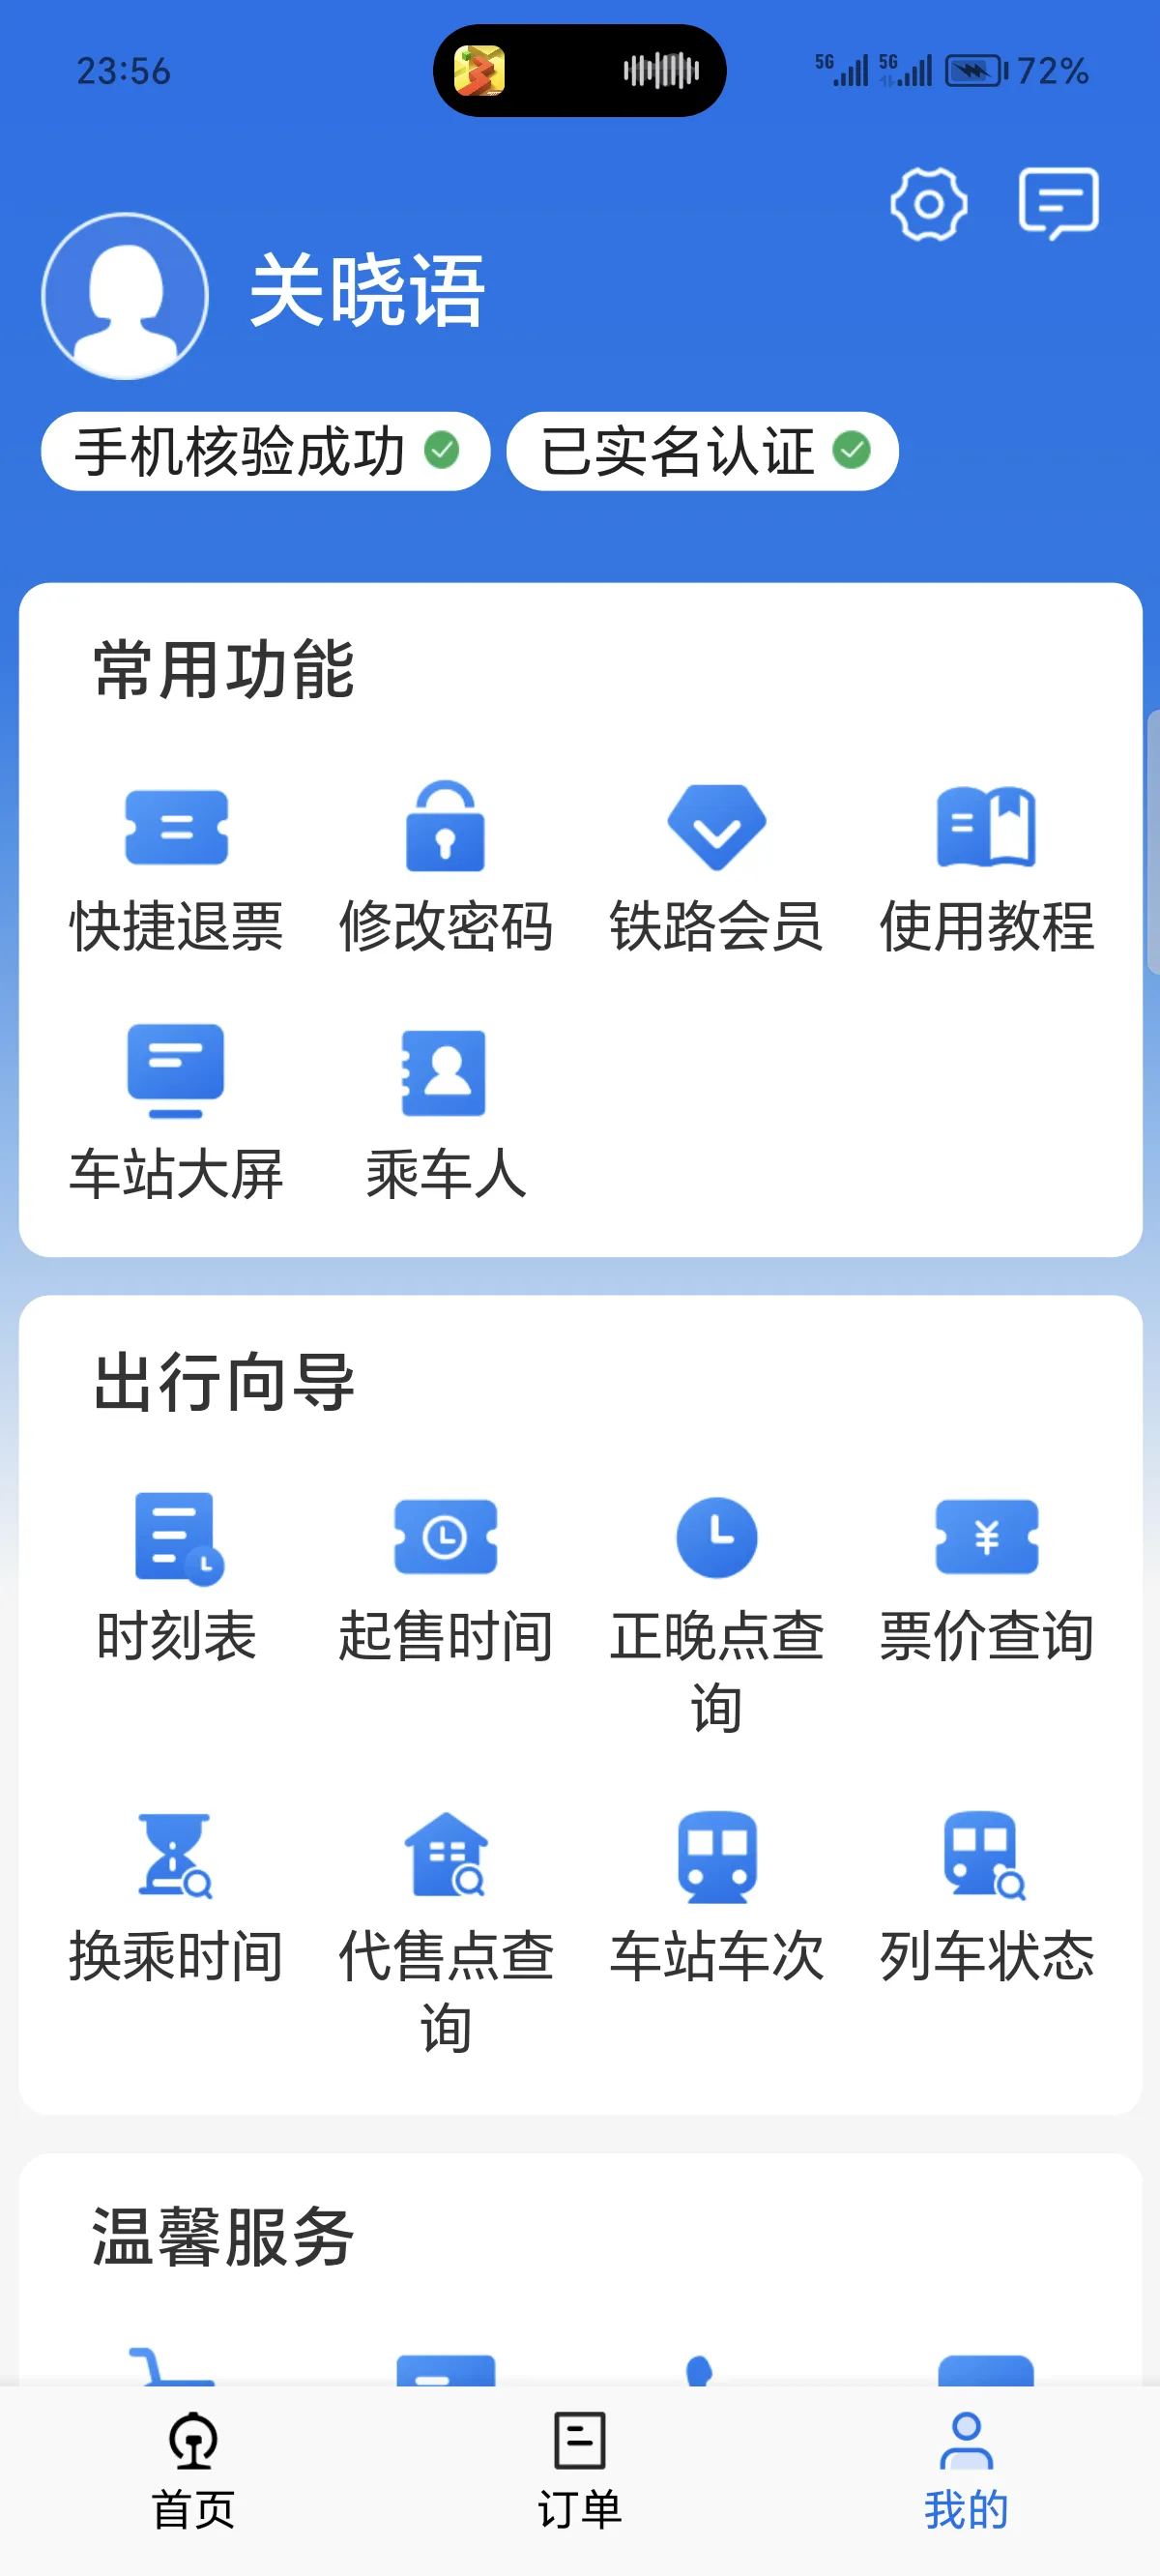 23:56
5G 5G 72%
关晓语
手机核验成功 已实名认证
常用功能
快捷退票 修改密码 铁路会员 使用教程
车站大屏 乘车人
出行向导
时刻表 起售时间 正晚点查询 票价查询
换乘时间 代售点查询 车站车次 列车状态
温馨服务
首页 订单 我的